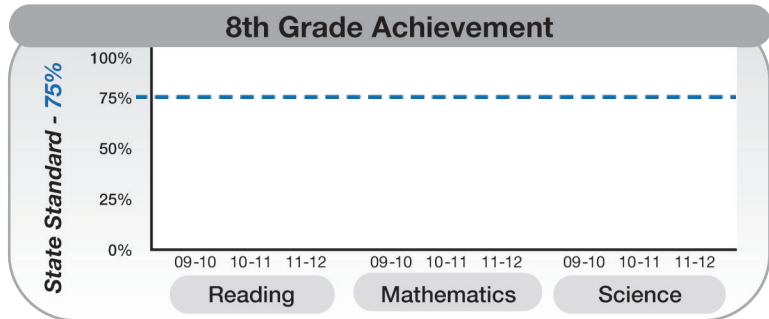 8th Grade Achievement
State Standard - 75%
100%
75%
50%
25%
0%
09-10 10-11 11-12 09-10 10-11 11-12 09-10 10-11 11-12
Reading Mathematics Science